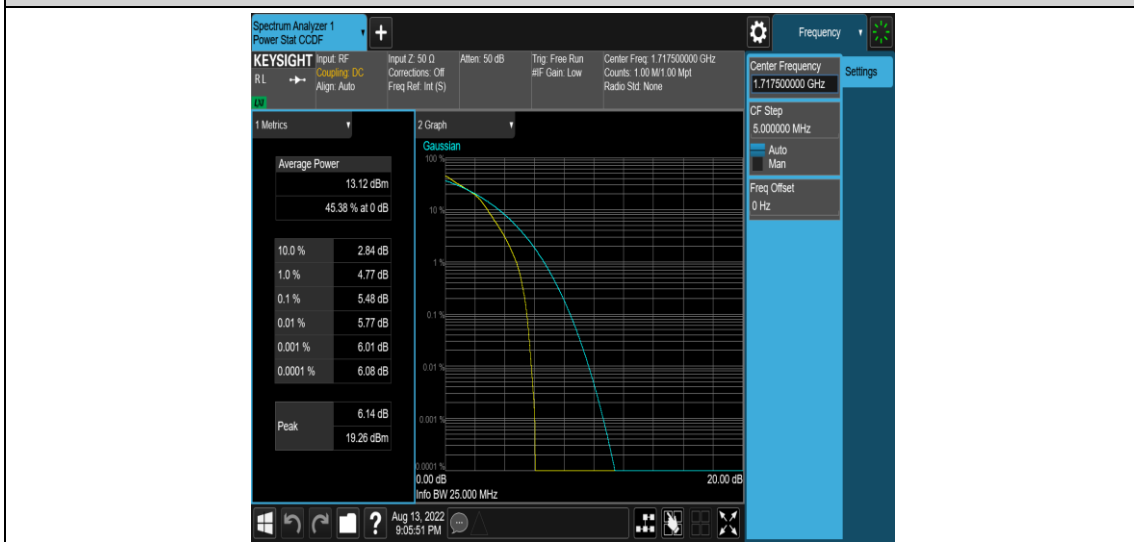 Spectrum Analyzer 1
Power Stat CCDF
+
Frequency
KEYSIGHT
Input: RF
Coupling: DC
Align: Auto
Input Z: 50 Ω
Corrections: Off
Freq Ref: Int (S)
Atten: 50 dB
Trig: Free Run
#IF Gain: Low
Center Freq: 1.717500000 GHz
Counts: 1.00 M/1.00 Mpt
Radio Std: None
RL
Center Frequency
1.717500000 GHz
Settings
CF Step
5.000000 MHz
Auto
Man
Freq Offset
0 Hz
1 Metrics
Average Power
13.12 dBm
45.38 % at 0 dB
10.0 % 2.84 dB
1.0 % 4.77 dB
0.1 % 5.48 dB
0.01 % 5.77 dB
0.001 % 6.01 dB
0.0001 % 6.08 dB
Peak
6.14 dB
19.26 dBm
2 Graph
Gaussian
100 %
10 %
1 %
0.1 %
0.01 %
0.001 %
0.0001 %
0.00 dB
20.00 dB
Info BW 25.000 MHz
?
Aug 13, 2022
9:05:51 PM